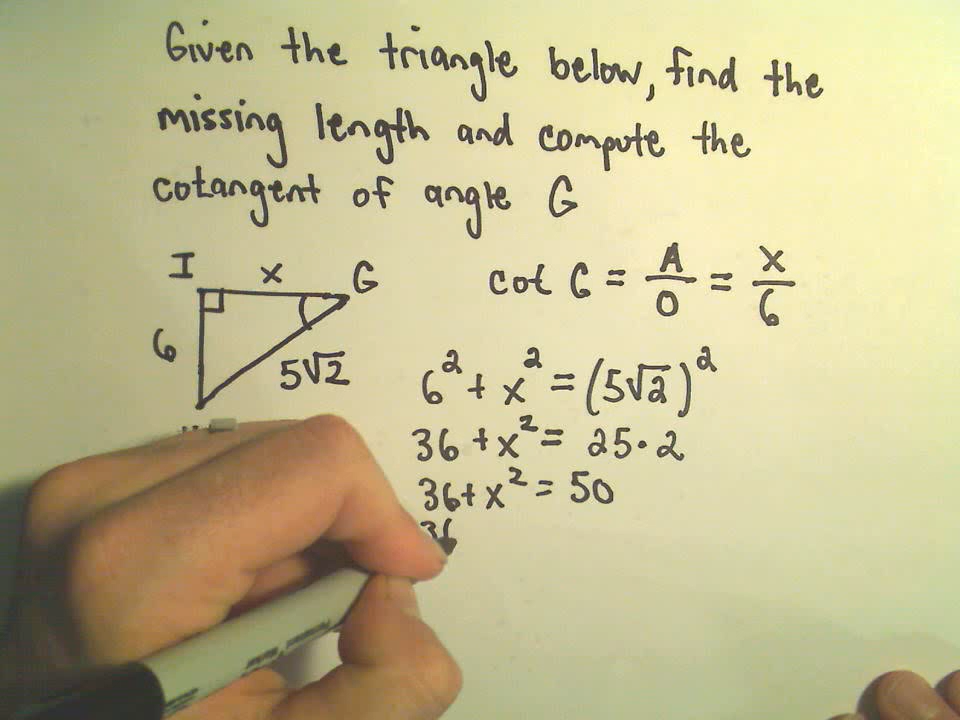 Given the triangle below, find the
missing length and compute the
cotangent of angle G
I x G
6
5√2
cot G = A/O = x/6
6² + x² = (5√2)²
36 + x² = 25·2
36 + x² = 50
36